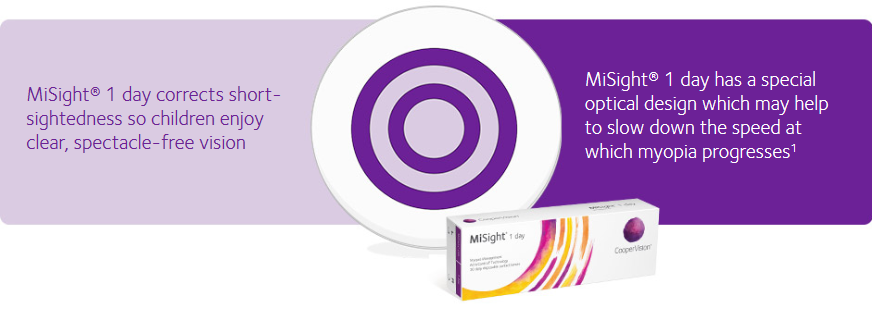 MiSight® 1 day corrects short-
sightedness so children enjoy
clear, spectacle-free vision
MiSight® 1 day has a special
optical design which may help
to slow down the speed at
which myopia progresses¹
MiSight® 1 day
CooperVision®